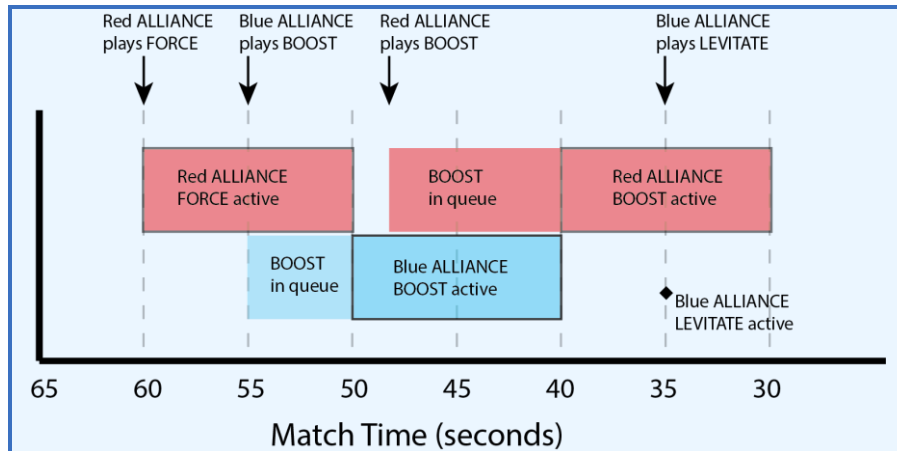 Red ALLIANCE
plays FORCE
Blue ALLIANCE
plays BOOST
Red ALLIANCE
plays BOOST
Blue ALLIANCE
plays LEVITATE
Red ALLIANCE
FORCE active
BOOST
in queue
Red ALLIANCE
BOOST active
BOOST
in queue
Blue ALLIANCE
BOOST active
Blue ALLIANCE
LEVITATE active
65 60 55 50 45 40 35 30
Match Time (seconds)